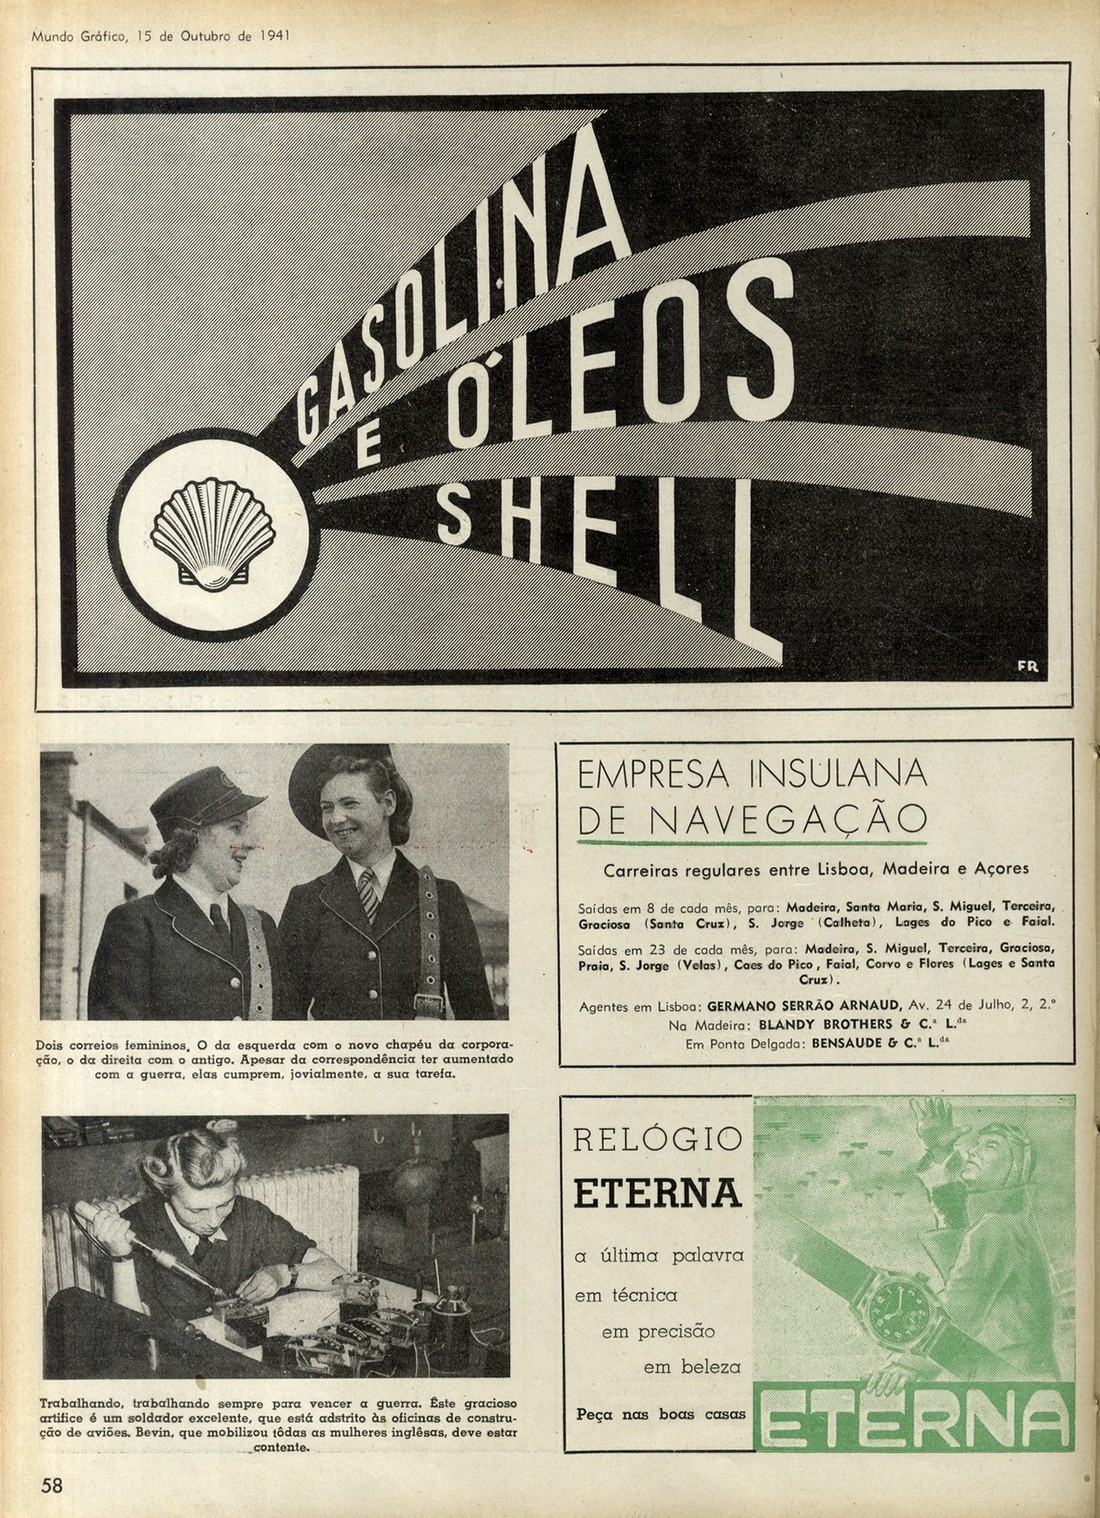 Mundo Gráfico, 15 de Outubro de 1941
GASOLINA
E ÓLEOS
SHELL
FR
Dois correios femininos. O da esquerda com o novo chapéu da corpora-
ção, o da direita com o antigo. Apesar da correspondência ter aumentado
com a guerra, elas cumprem, jovialmente, a sua tarefa.
Trabalhando, trabalhando sempre para vencer a guerra. Êste gracioso
artífice é um soldador excelente, que está adstrito às oficinas de constru-
ção de aviões. Bevin, que mobilizou tôdas as mulheres inglêsas, deve estar
contente.
EMPRESA INSULANA
DE NAVEGAÇÃO
Carreiras regulares entre Lisboa, Madeira e Açores
Saídas em 8 de cada mês, para: Madeira, Santa Maria, S. Miguel, Terceira,
Graciosa (Santa Cruz), S. Jorge (Calheta), Lages do Pico e Faial.
Saídas em 23 de cada mês, para: Madeira, S. Miguel, Terceira, Graciosa,
Praia, S. Jorge (Velas), Caes do Pico, Faial, Corvo e Flores (Lages e Santa
Cruz).
Agentes em Lisboa: GERMANO SERRÃO ARNAUD, Av. 24 de Julho, 2, 2.º
Na Madeira: BLANDY BROTHERS & C.ª L.da
Em Ponta Delgada: BENSAUDE & C.ª L.da
RELÓGIO
ETERNA
a última palavra
em técnica
em precisão
em beleza
Peça nas boas casas
ETERNA
58